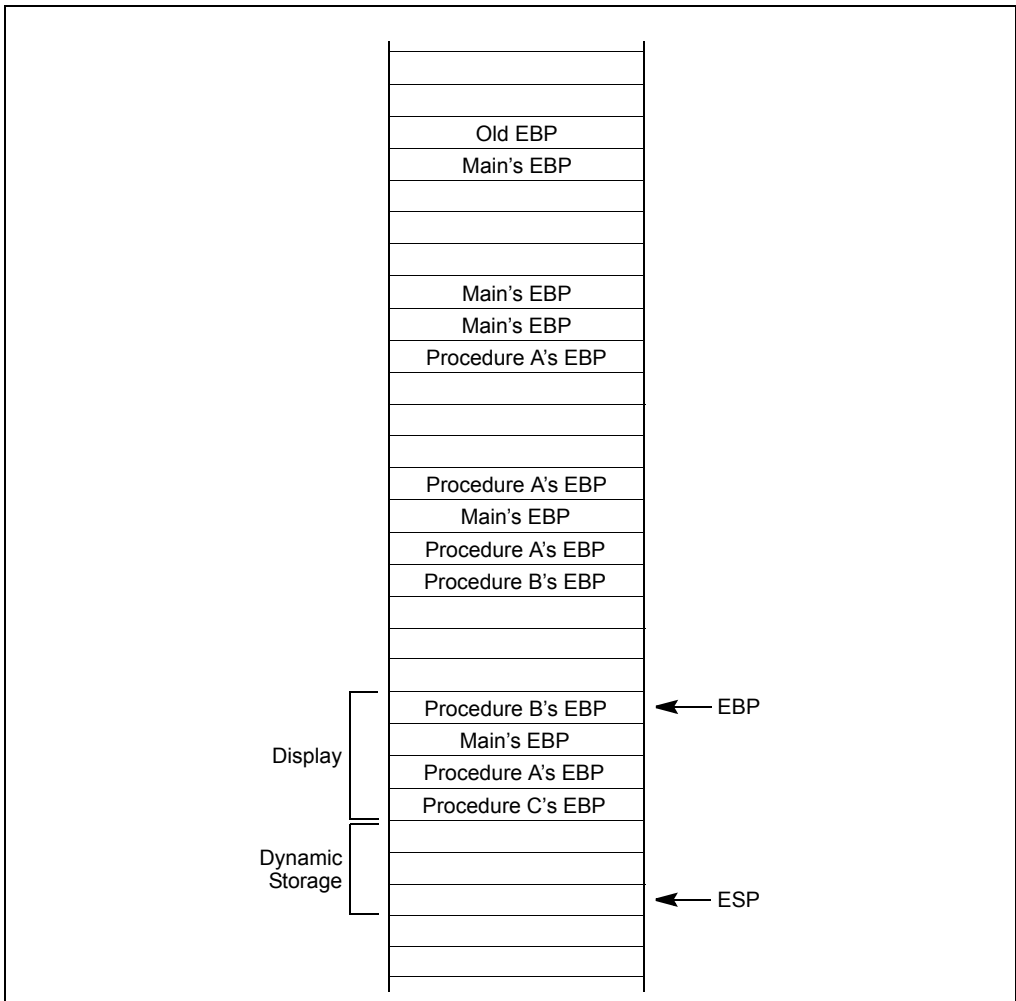 Old EBP
Main’s EBP
Main’s EBP
Main’s EBP
Procedure A’s EBP
Procedure A’s EBP
Main’s EBP
Procedure A’s EBP
Procedure B’s EBP
Procedure B’s EBP
EBP
Main’s EBP
Display
Procedure A’s EBP
Procedure C’s EBP
Dynamic
Storage
ESP